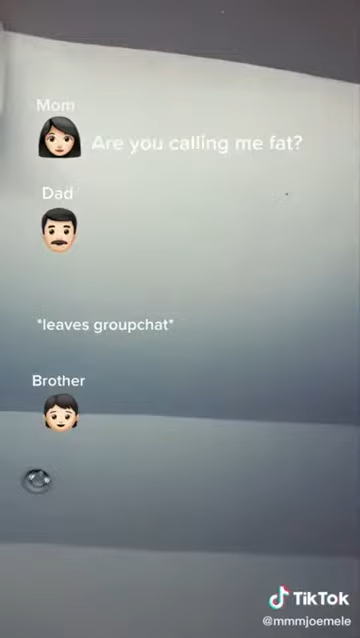 Mom
Are you calling me fat?
Dad
*leaves groupchat*
Brother
TikTok
@mmmjoemele